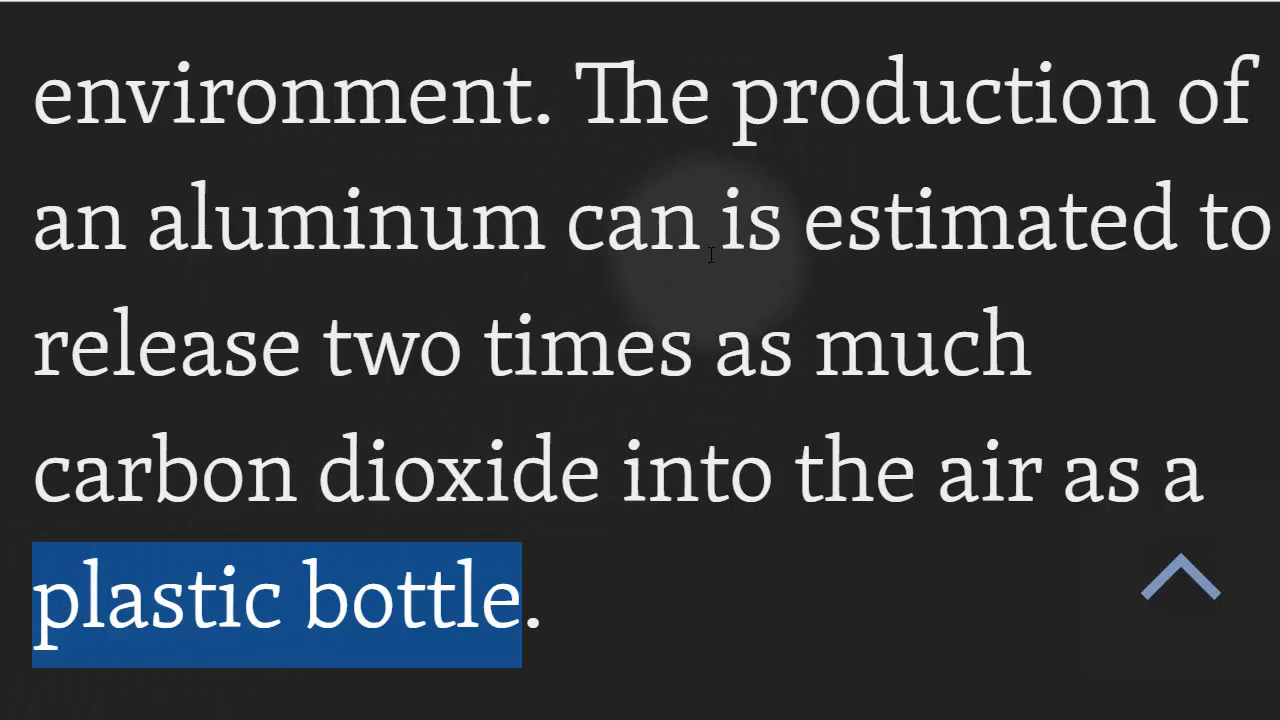 environment. The production of
an aluminum can is estimated to
release two times as much
carbon dioxide into the air as a
plastic bottle.